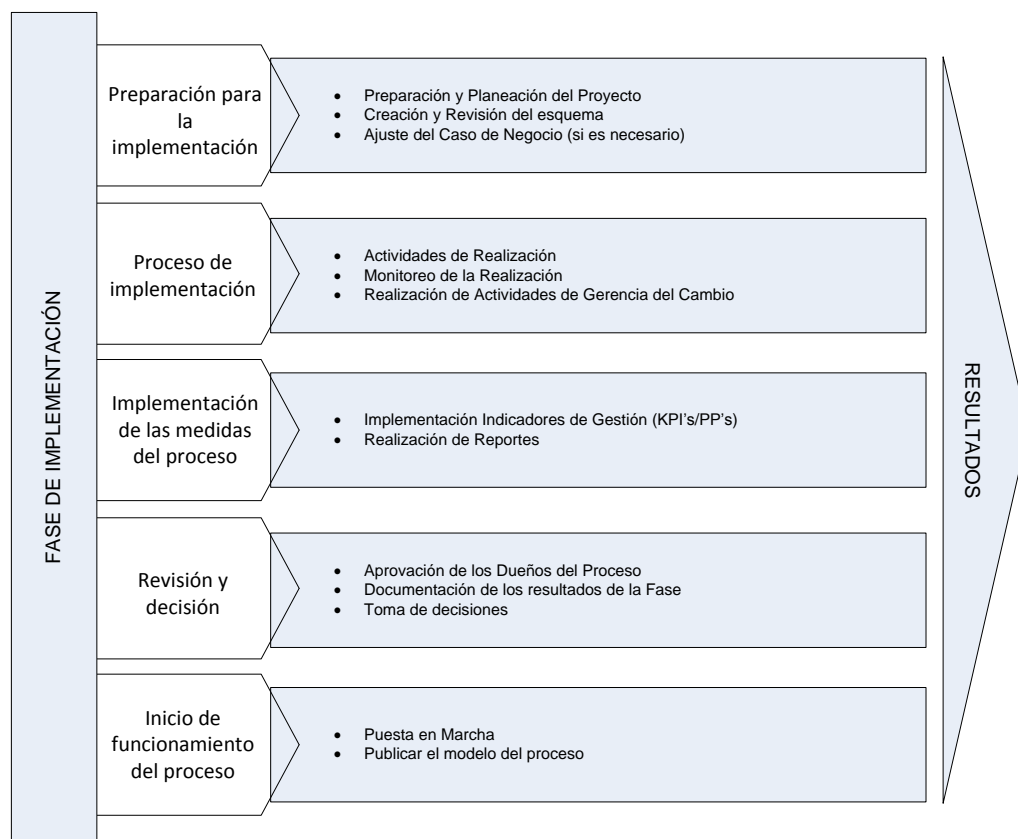 FASE DE IMPLEMENTACIÓN
Preparación para
la
implementación
• Preparación y Planeación del Proyecto
• Creación y Revisión del esquema
• Ajuste del Caso de Negocio (si es necesario)
Proceso de
implementación
• Actividades de Realización
• Monitoreo de la Realización
• Realización de Actividades de Gerencia del Cambio
Implementación
de las medidas
del proceso
• Implementación Indicadores de Gestión (KPI's/PP's)
• Realización de Reportes
Revisión y
decisión
• Aprovación de los Dueños del Proceso
• Documentación de los resultados de la Fase
• Toma de decisiones
Inicio de
funcionamiento
del proceso
• Puesta en Marcha
• Publicar el modelo del proceso
RESULTADOS